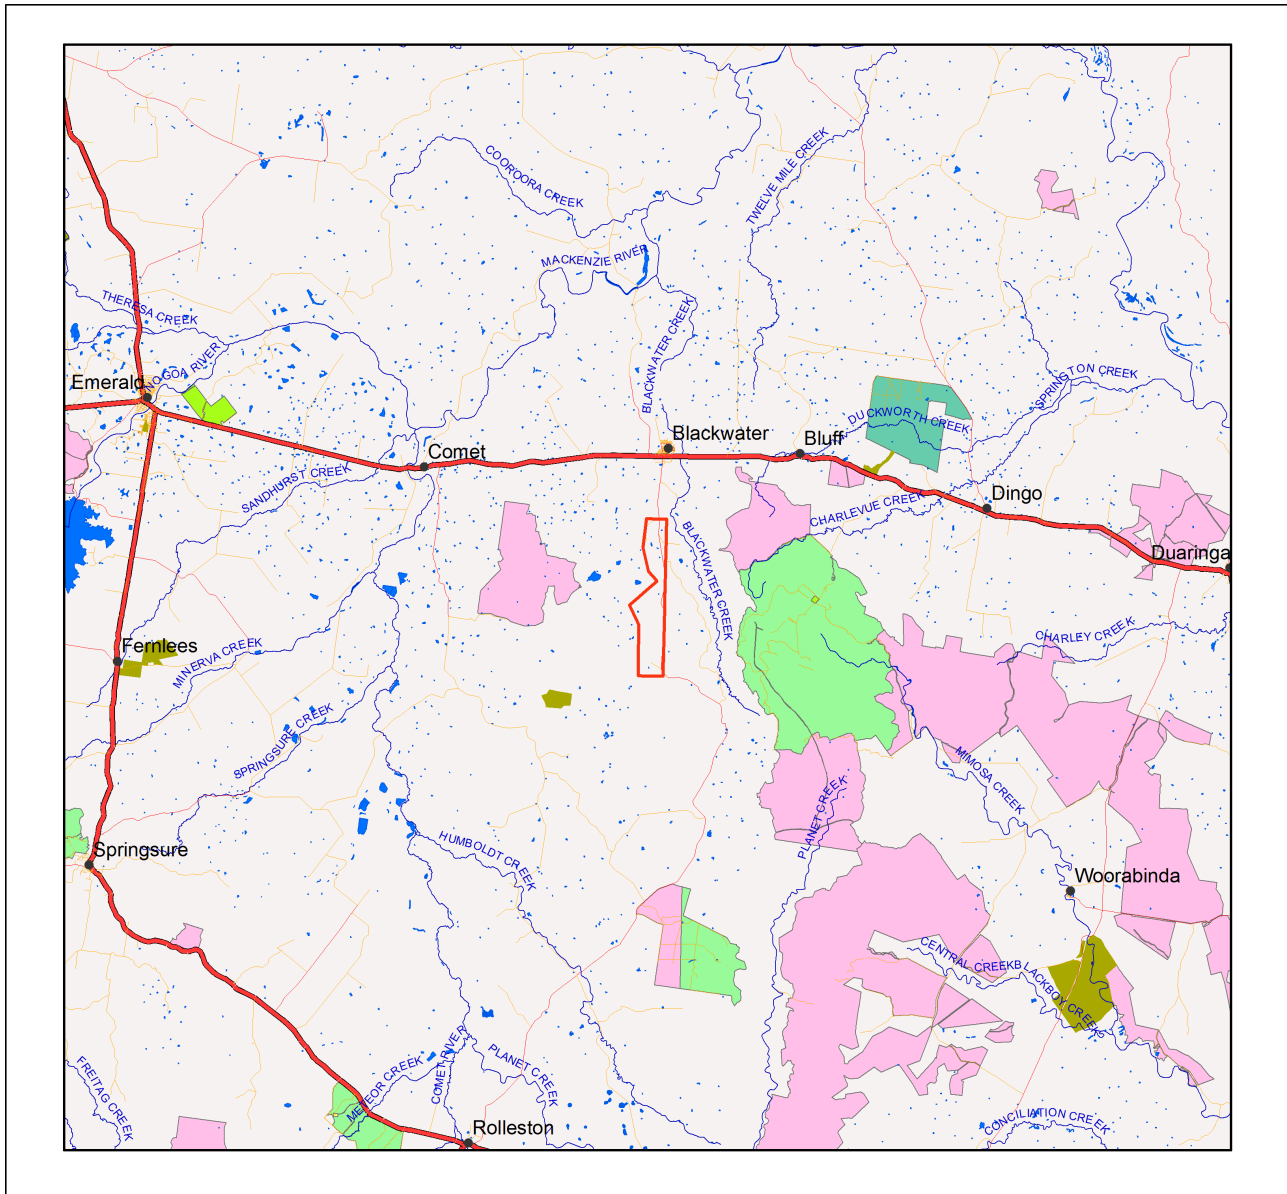 COOROORA CREEK
TWELVE MILE CREEK
MACKENZIE RIVER
THERESA CREEK
NOGOA RIVER
BLACKWATER CREEK
SPRINGTON CREEK
Emerald
DUCKWORTH CREEK
Blackwater
Bluff
Comet
SANDHURST CREEK
Dingo
CHARLEVUE CREEK
BLACKWATER CREEK
Duaringa
CHARLEY CREEK
Fernlees
MINERVA CREEK
SPRINGSURE CREEK
MIMOSA CREEK
PLANET CREEK
HUMBOLDT CREEK
Springsure
Woorabinda
CENTRAL CREEK
BLACKBOY CREEK
COMET RIVER
METEOR CREEK
PLANET CREEK
FREITAG CREEK
CONCILIATION CREEK
Rolleston